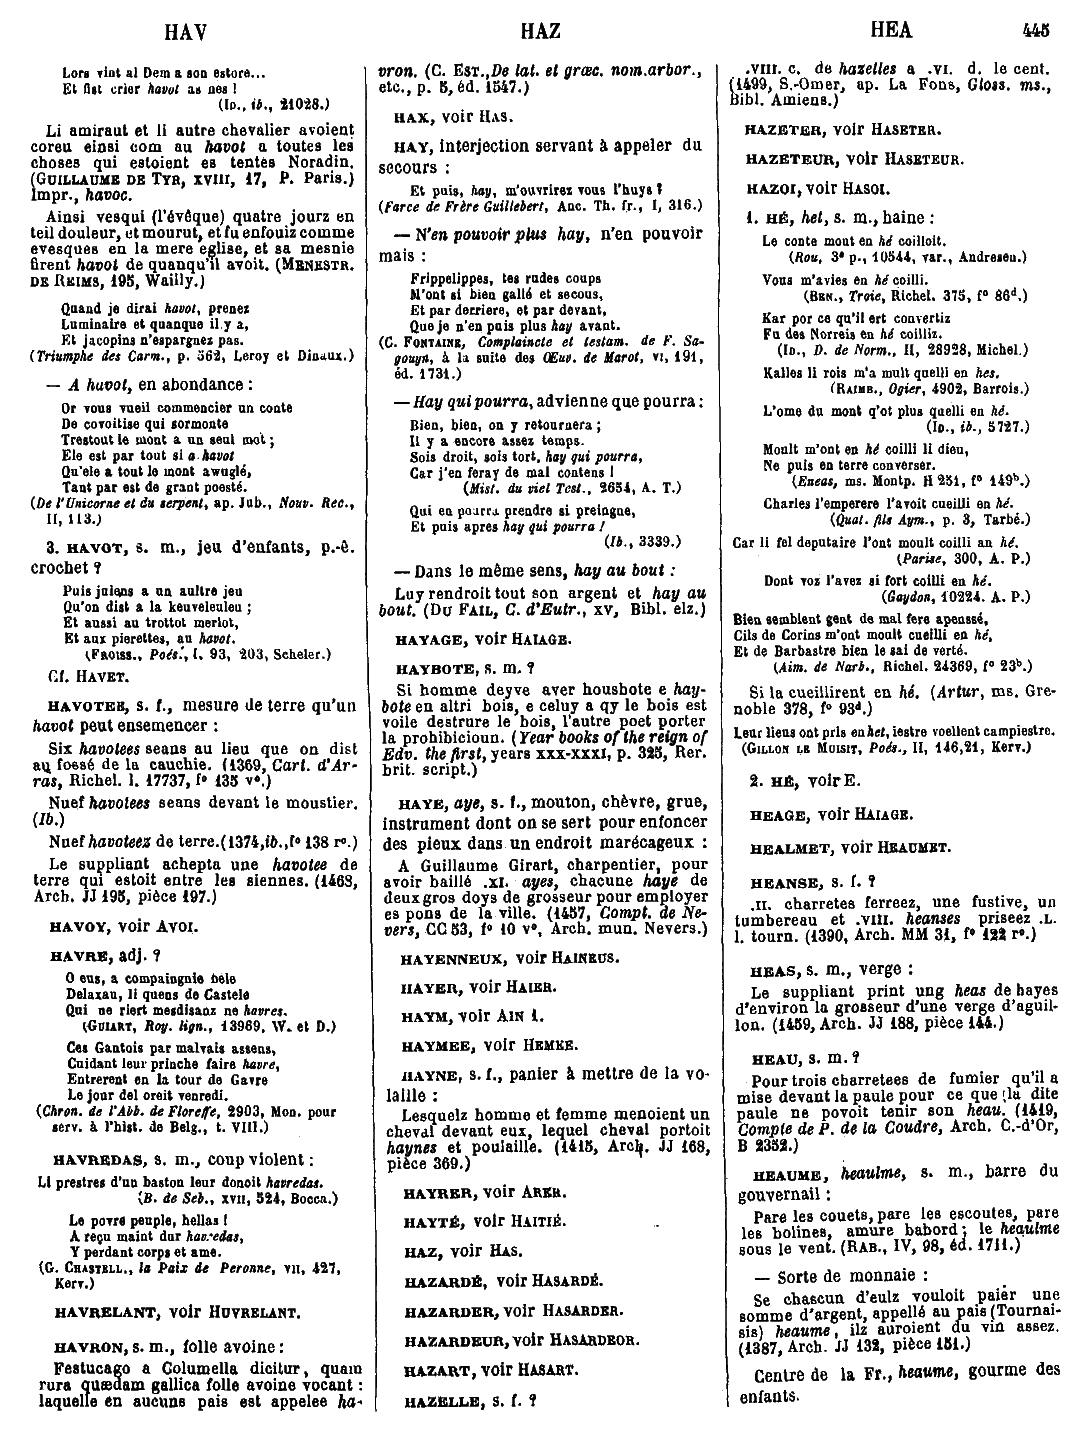 HAV
HAZ
HEA
445
Lors vint al Dem a son estore...
Et fist crier havot as nes !
(ID., ib., 21028.)
Li amiraut et li autre chevalier avoient
coreu einsi com au havot a toutes les
choses qui estoient es tentes Noradin.
(GUILLAUME DE TYR, XVIII, 17, P. Paris.)
Impr., havoc.
Ainsi vesqui (l'évêque) quatre jourz en
teil douleur, et mourut, et fu enfouiz comme
evesques en la mere eglise, et sa mesnie
firent havot de quanqu'il avoit. (MENESTR.
DE REIMS, 195, Wailly.)
Quand je dirai havot, prenez
Luminaire et quanque il y a,
Et jacopins n'espargnez pas.
(Triumphe des Carm., p. 562, Leroy et Dinaux.)
— A havot, en abondance :
Or vous vueil commencier un conte
De covoitise qui sormonte
Trestout le mont a un seul mot ;
Ele est par tout si a havot
Qu'ele a tout le mont awuglé,
Tant par est de grant poesté.
(De l'Unicorne et du serpent, ap. Jub., Nouv. Rec.,
II, 113.)
3. HAVOT, s. m., jeu d'enfants, p.-ê.
crochet ?
Puis juiens a un aultre jeu
Qu'on dist a la keuveleuleu ;
Et aussi au trottot merlot,
Et aux pierettes, au havot.
(FROISS., Poés., I. 93, 203, Scheler.)
Cf. HAVET.
HAVOTEE, s. f., mesure de terre qu'un
havot peut ensemencer :
Six havotees seans au lieu que on dist
au fossé de la cauchie. (1369, Cart. d'Ar-
ras, Richel. l. 17737, f° 135 v°.)
Nuef havotees seans devant le moustier.
(Ib.)
Nuef havoteez de terre. (1374, ib., f° 138 r°.)
Le suppliant achepta une havotee de
terre qui estoit entre les siennes. (1463,
Arch. JJ 195, pièce 197.)
HAVOY, voir AVOI.
HAVRE, adj. ?
O eus, a compaingnie bele
Delaxau, li quens de Castele
Qui ne riert mesdisanz ne havres.
(GUIART, Roy. lign., 13969, W. et D.)
Ces Gantois par malvais assens,
Cuidant leur prinche faire havre,
Entrerent en la tour de Gavre
Le jour del oreit venredi.
(Chron. de l'Abb. de Floreffe, 2903, Mon. pour
serv. à l'hist. de Belg., t. VIII.)
HAVREDAS, s. m., coup violent :
Li prestres d'un baston leur donoit havredas.
(B. de Seb., XVII, 524, Bocca.)
Le povre peuple, hellas !
A reçu maint dur havredas,
Y perdant corps et ame.
(G. CHASTELL., la Paix de Peronne, VII, 427,
Kerv.)
HAVRELANT, voir HUVRELANT.
HAVRON, s. m., folle avoine :
Festucago a Columella dicitur, quam
rura quædam gallica folle avoine vocant :
laquelle en aucuns pais est appelee ha-
vron. (C. EST., De lat. et græc. nom. arbor.,
etc., p. 5, éd. 1547.)
HAX, voir HAS.
HAY, interjection servant à appeler du
secours :
Et puis, hay, m'ouvrirez vous l'huys ?
(Farce de Frère Guillebert, Anc. Th. fr., I, 316.)
— N'en pouvoir plus hay, n'en pouvoir
mais :
Frippelippes, tes rudes coups
M'ont si bien gallé et secous,
Et par derriere, et par devant,
Que je n'en puis plus hay avant.
(C. FONTAINE, Complaincte et testam. de F. Sa-
gouyn, à la suite des Œuv. de Marot, VI, 191,
éd. 1731.)
— Hay qui pourra, advienne que pourra :
Bien, bien, on y retournera ;
Il y a encore assez temps.
Sois droit, sois tort, hay qui pourra,
Car j'en feray de mal contens !
(Mist. du viel Test., 2654, A. T.)
Qui en pourra prendre si preingne,
Et puis apres hay qui pourra !
(Ib., 3339.)
— Dans le même sens, hay au bout :
Luy rendroit tout son argent et hay au
bout. (DU FAIL, C. d'Eutr., XV, Bibl. elz.)
HAYAGE, voir HAIAGE.
HAYBOTE, s. m. ?
Si homme deyve aver housbote e hay-
bote en altri bois, e celuy a qy le bois est
voile destrure le bois, l'autre poet porter
la prohibicioun. (Year books of the reign of
Edv. the first, years XXX-XXXI, p. 325, Rer.
brit. script.)
HAYE, aye, s. f., mouton, chèvre, grue,
instrument dont on se sert pour enfoncer
des pieux dans un endroit marécageux :
A Guillaume Girart, charpentier, pour
avoir baillé .XI. ayes, chacune haye de
deux gros doys de grosseur pour employer
es pons de la ville. (1457, Compt. de Ne-
vers, CC 53, f° 10 v°, Arch. mun. Nevers.)
HAYENNEUX, voir HAINEUS.
HAYER, voir HAIER.
HAYM, voir AIN 1.
HAYMEE, voir HEMEE.
HAYNE, s. f., panier à mettre de la vo-
laille :
Lesquelz homme et femme menoient un
cheval devant eux, lequel cheval portoit
haynes et poulaille. (1415, Arch. JJ 168,
pièce 369.)
HAYRER, voir ARER.
HAYTÉ, voir HAITIÉ.
HAZ, voir HAS.
HAZARDÉ, voir HASARDÉ.
HAZARDER, voir HASARDER.
HAZARDEUR, voir HASARDEOR.
HAZART, voir HASART.
HAZELLE, s. f. ?
.VIII. c. de hazelles a .VI. d. le cent.
(1499, S.-Omer, ap. La Fons, Gloss. ms.,
Bibl. Amiens.)
HAZETER, voir HASETER.
HAZETEUR, voir HASETEUR.
HAZOI, voir HASOI.
1. HÉ, het, s. m., haine :
Le conte mout en hé coilloit.
(Rou, 3e p., 10544, var., Andresen.)
Vous m'avies en hé coilli.
(BEN., Troie, Richel. 375, f° 86d.)
Kar por ce qu'il ert convertiz
Fu des Norreis en hé coilliz.
(ID., D. de Norm., II, 28928, Michel.)
Kalles li rois m'a mult quelli en hes.
(RAIMB., Ogier, 4902, Barrois.)
L'ome du mont q'ot plus quelli en hé.
(ID., ib., 5727.)
Moult m'ont en hé coilli li dieu,
Ne puis en terre converser.
(Eneas, ms. Montp. H 251, f° 149b.)
Charles l'emperere l'avoit cueilli en hé.
(Quat. fils Aym., p. 3, Tarbé.)
Car li fel deputaire l'ont moult coilli an hé.
(Parise, 300, A. P.)
Dont voz l'avez si fort coilli en hé.
(Gaydon, 10224. A. P.)
Bien semblent gent de mal fere apenssé,
Cils de Corins m'ont moult cueilli en hé,
Et de Barbastre bien le sai de verté.
(Aim. de Narb., Richel. 24369, f° 23b.)
Si la cueillirent en hé. (Artur, ms. Gre-
noble 378, f° 93d.)
Leur liens ont pris en het, iestre voellent campiestre.
(GILLON LE MUISIT, Poés., II, 146,21, Kerv.)
2. HÉ, voir E.
HEAGE, voir HAIAGE.
HEALMET, voir HEAUMET.
HEANSE, s. f. ?
.II. charretes ferreez, une fustive, un
tumbereau et .VIII. heanses priseez .L.
l. tourn. (1390, Arch. MM 31, f° 122 r°.)
HEAS, s. m., verge :
Le suppliant print ung heas de hayes
d'environ la grosseur d'une verge d'aguil-
lon. (1459, Arch. JJ 188, pièce 144.)
HEAU, s. m. ?
Pour trois charretees de fumier qu'il a
mise devant la paule pour ce que la dite
paule ne povoit tenir son heau. (1419,
Compte de P. de la Coudre, Arch. C.-d'Or,
B 2352.)
HEAUME, heaulme, s. m., barre du
gouvernail :
Pare les couets, pare les escoutes, pare
les bolines, amure babord ; le heaulme
sous le vent. (RAB., IV, 98, éd. 1711.)
— Sorte de monnaie :
Se chascun d'eulz vouloit paier une
somme d'argent, appellé au pais (Tournai-
sis) heaume, ilz auroient du vin assez.
(1387, Arch. JJ 132, pièce 151.)
Centre de la Fr., heaume, gourme des
enfants.